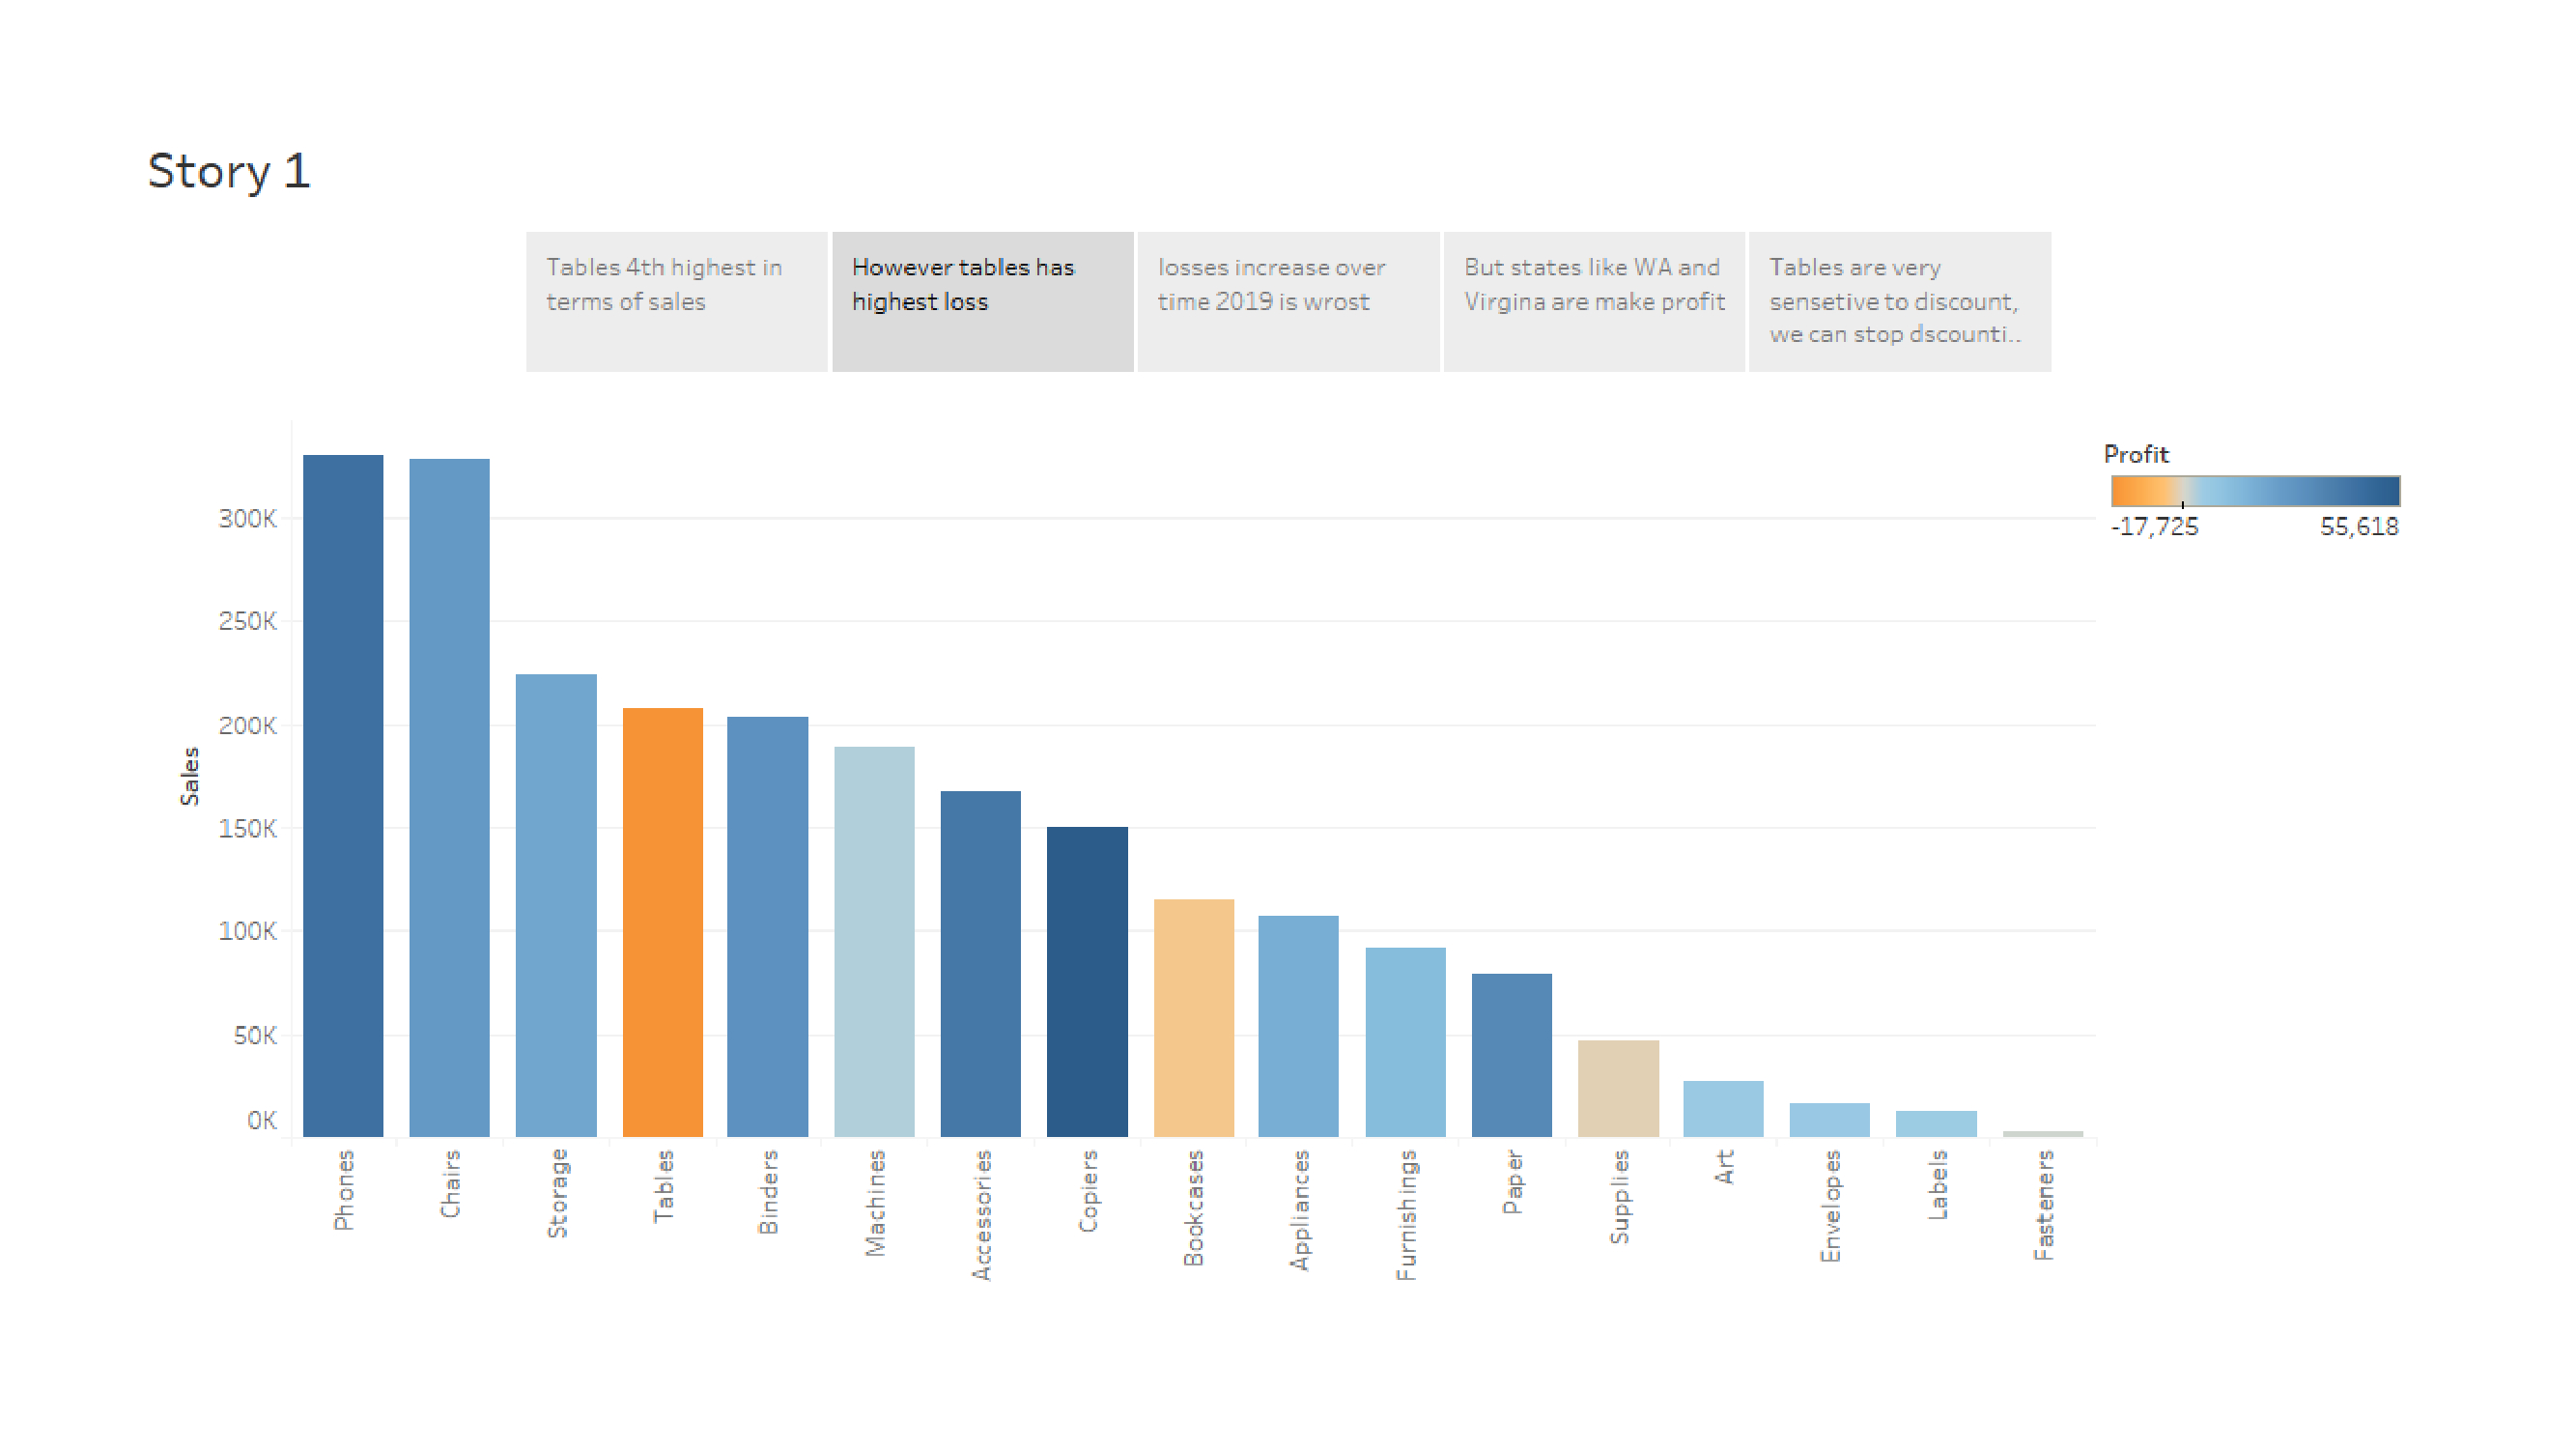 Story 1
Tables 4th highest in
terms of sales
However tables has
highest loss
losses increase over
time 2019 is wrost
But states like WA and
Virgina are make profit
Tables are very
sensetive to discount,
we can stop dscounti..
Profit
-17,725
55,618
Sales
300K
250K
200K
150K
100K
50K
0K
Phones
Chairs
Storage
Tables
Binders
Machines
Accessories
Copiers
Bookcases
Appliances
Furnishings
Paper
Supplies
Art
Envelopes
Labels
Fasteners